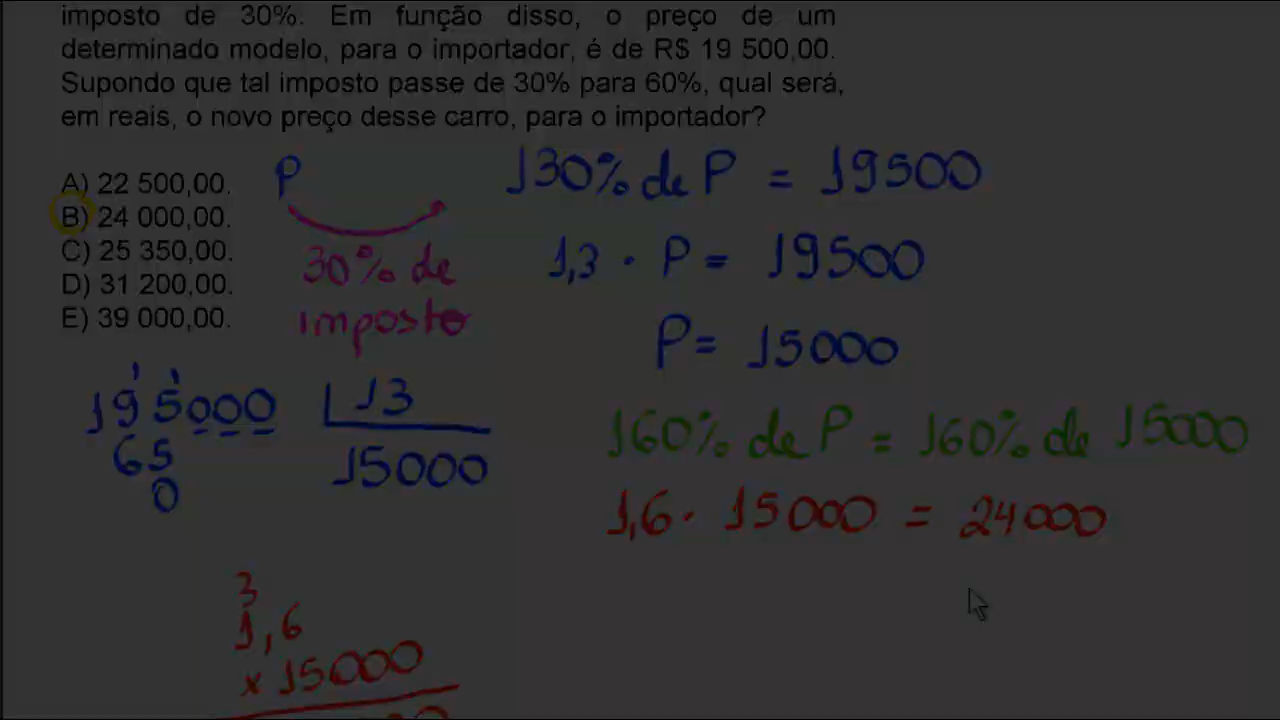 imposto de 30%. Em função disso, o preço de um
determinado modelo, para o importador, é de R$ 19 500,00.
Supondo que tal imposto passe de 30% para 60%, qual será,
em reais, o novo preço desse carro, para o importador?
A) 22 500,00.
B) 24 000,00.
C) 25 350,00.
D) 31 200,00.
E) 39 000,00.
P
30% de
imposto
130% de P = 19500
1,3 · P = 19500
P = 15000
195000 13
65 15000
0
160% de P = 160% de 15000
1,6 · 15000 = 24000
3
1,6
x 15000